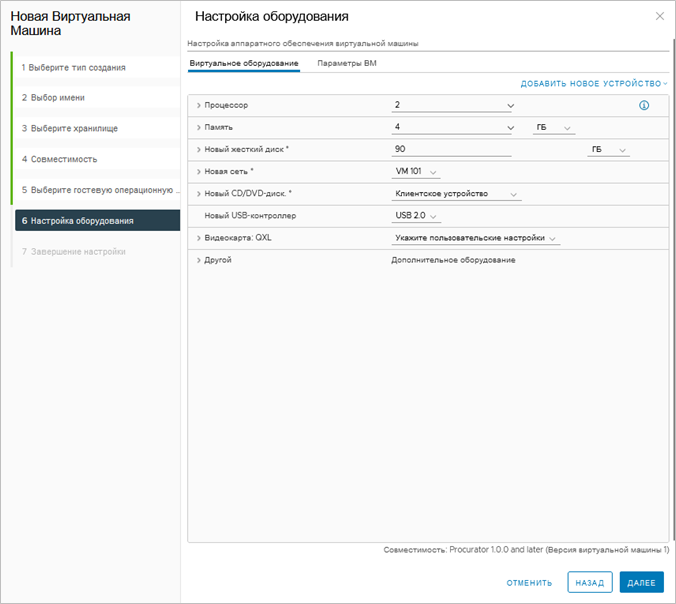 Новая Виртуальная
Машина
1 Выберите тип создания
2 Выбор имени
3 Выберите хранилище
4 Совместимость
5 Выберите гостевую операционную ...
6 Настройка оборудования
7 Завершение настройки
Настройка оборудования
Настройка аппаратного обеспечения виртуальной машины
Виртуальное оборудование Параметры ВМ
ДОБАВИТЬ НОВОЕ УСТРОЙСТВО
Процессор 2
Память 4 ГБ
Новый жесткий диск * 90 ГБ
Новая сеть * VM 101
Новый CD/DVD-диск. * Клиентское устройство
Новый USB-контроллер USB 2.0
Видеокарта: QXL Укажите пользовательские настройки
Другой Дополнительное оборудование
Совместимость: Procurator 1.0.0 and later (Версия виртуальной машины 1)
ОТМЕНИТЬ НАЗАД ДАЛЕЕ